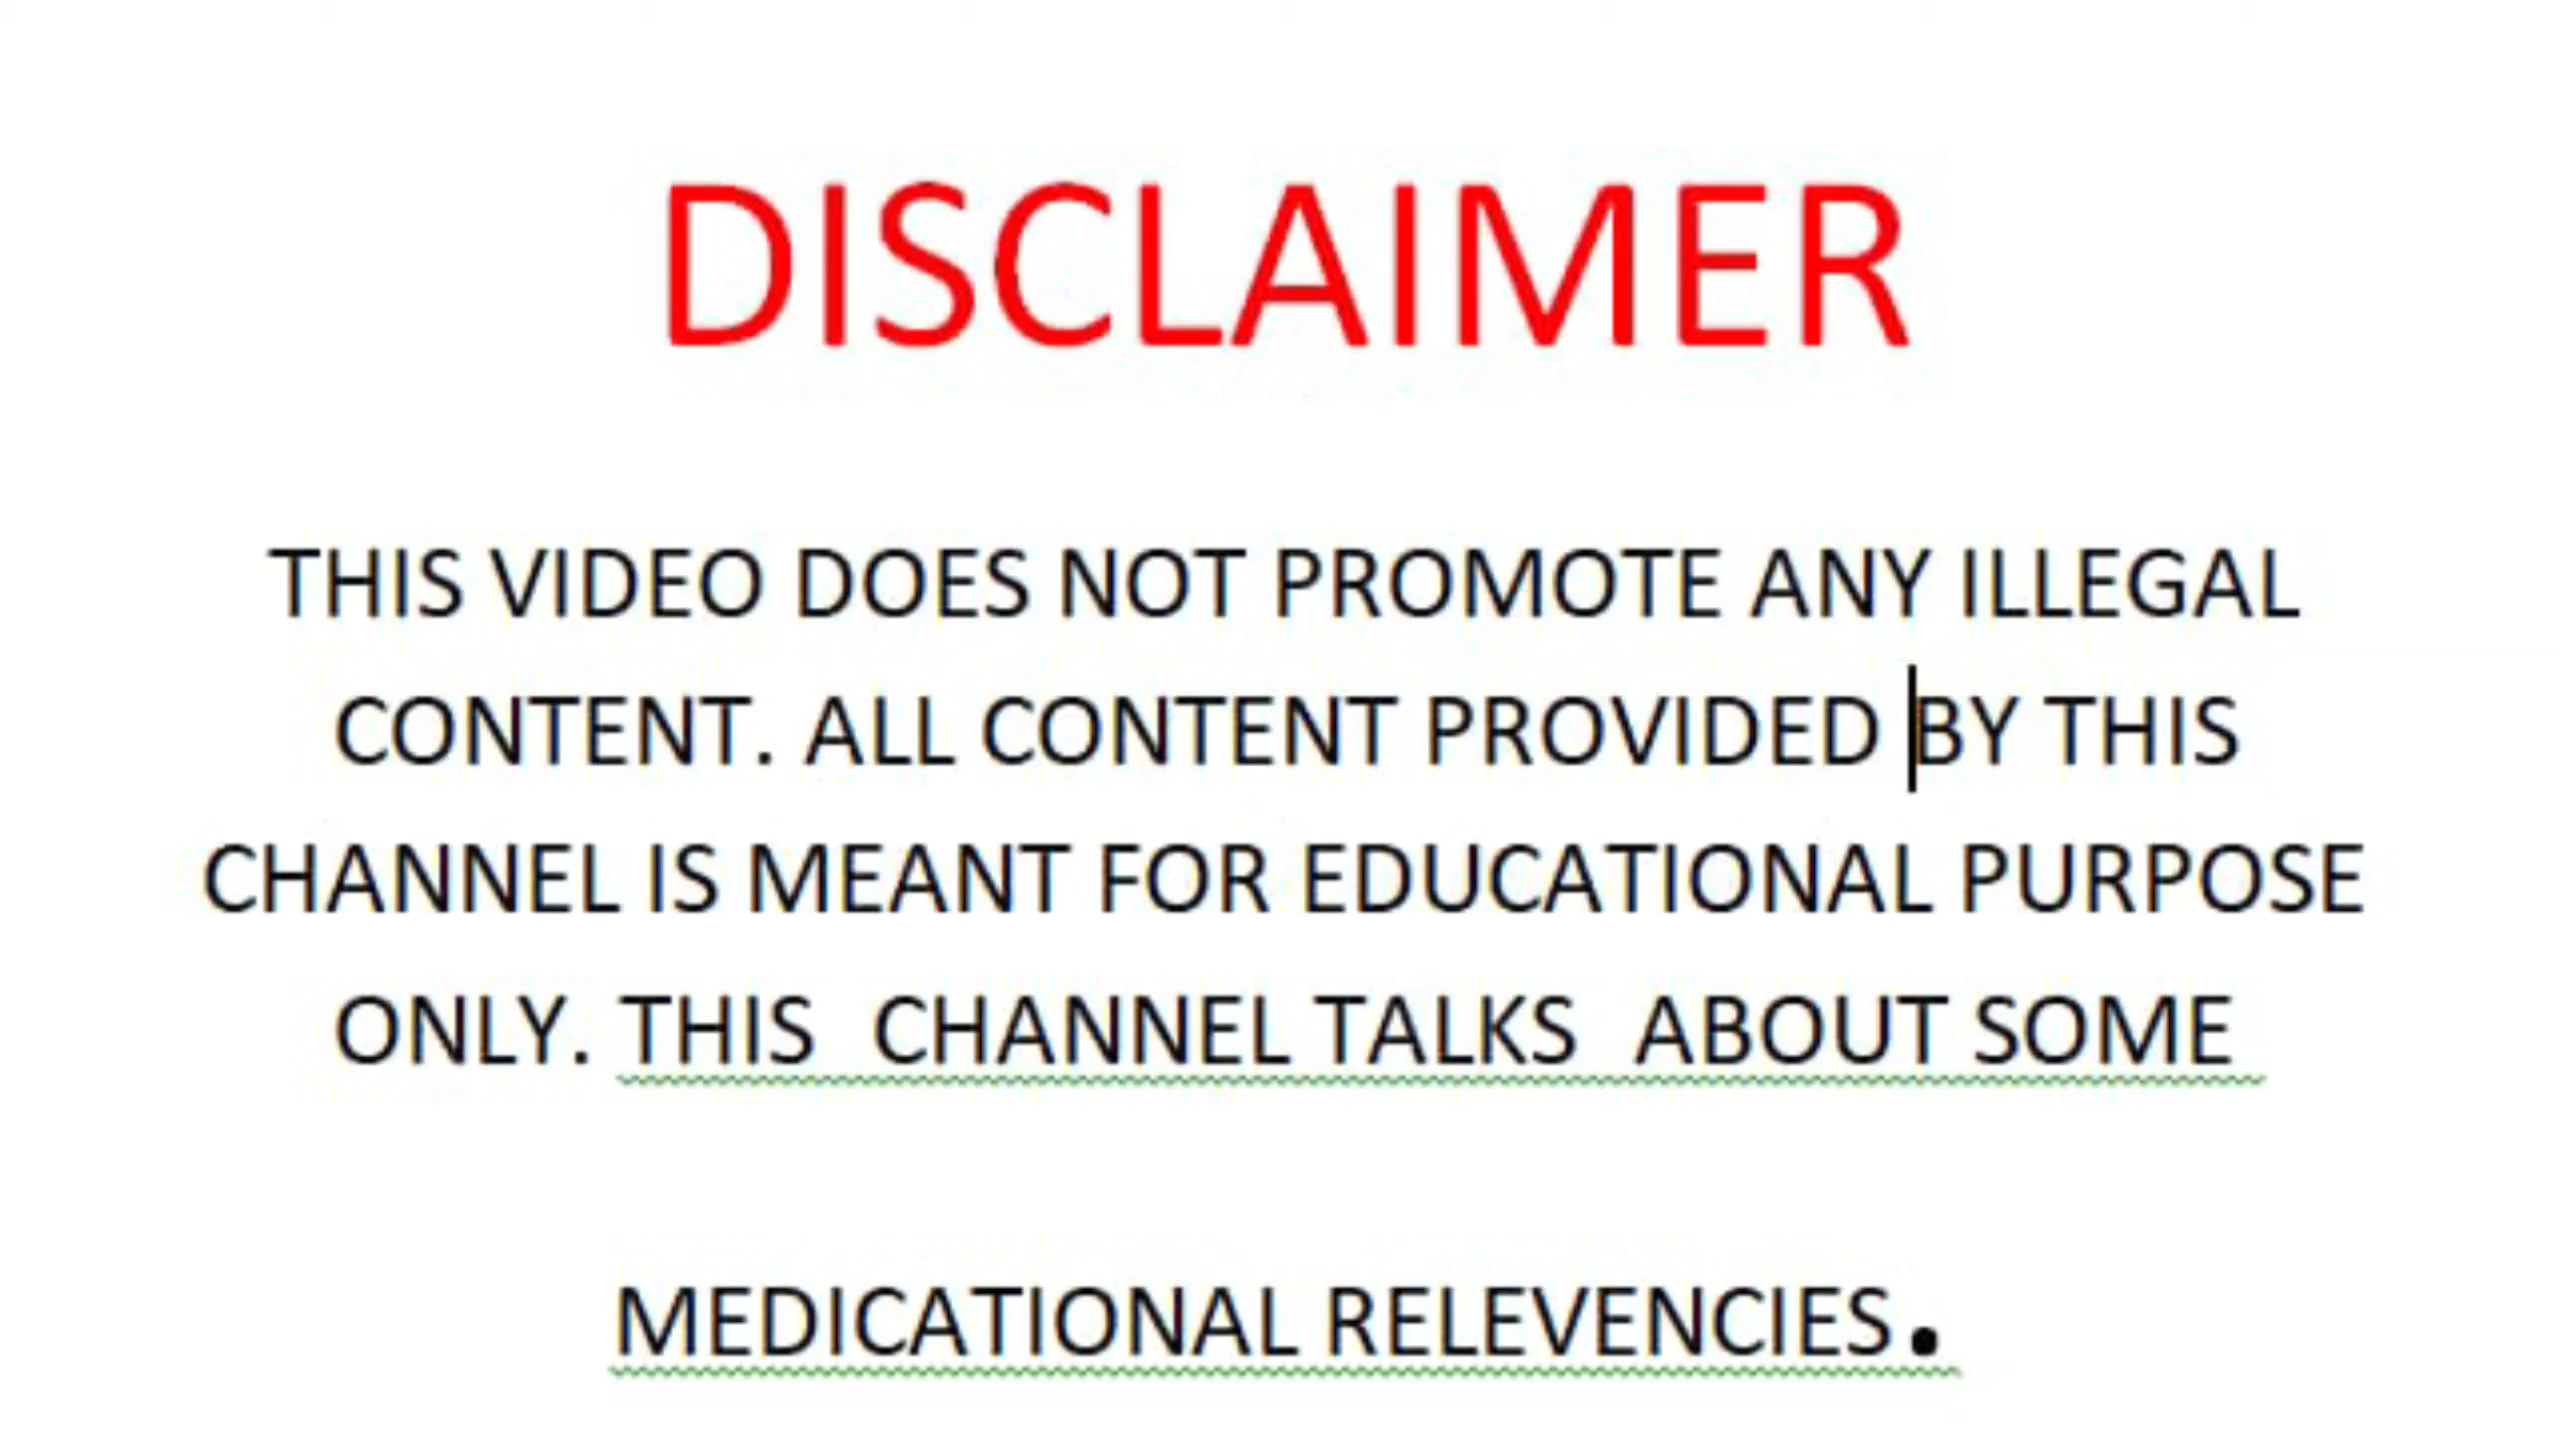 DISCLAIMER
THIS VIDEO DOES NOT PROMOTE ANY ILLEGAL
CONTENT. ALL CONTENT PROVIDED BY THIS
CHANNEL IS MEANT FOR EDUCATIONAL PURPOSE
ONLY. THIS CHANNEL TALKS ABOUT SOME
MEDICATIONAL RELEVENCIES.